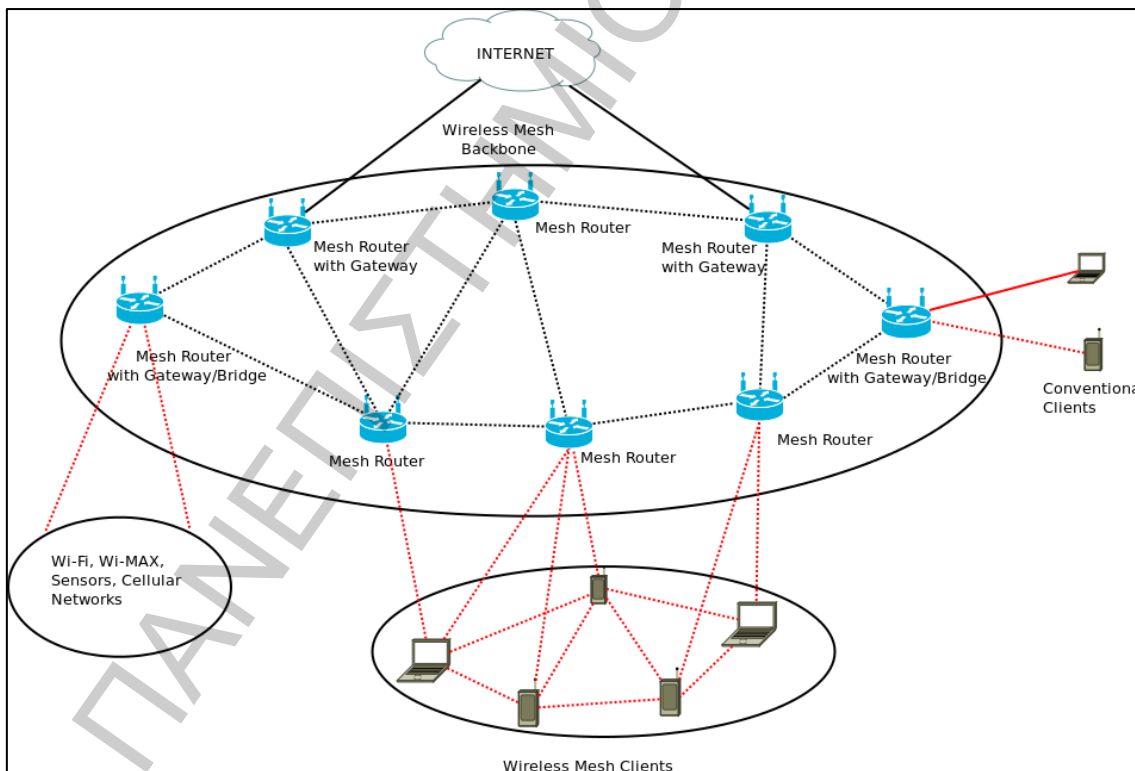 INTERNET
Wireless Mesh
Backbone
Mesh Router
with Gateway
Mesh Router
Mesh Router
with Gateway
Mesh Router
with Gateway/Bridge
Mesh Router
with Gateway/Bridge
Conventiona
Clients
Mesh Router
Mesh Router
Mesh Router
Wi-Fi, Wi-MAX,
Sensors, Cellular
Networks
Wireless Mesh Clients
ΠΑΝΕΠΙΣΤΗΜΙΟ